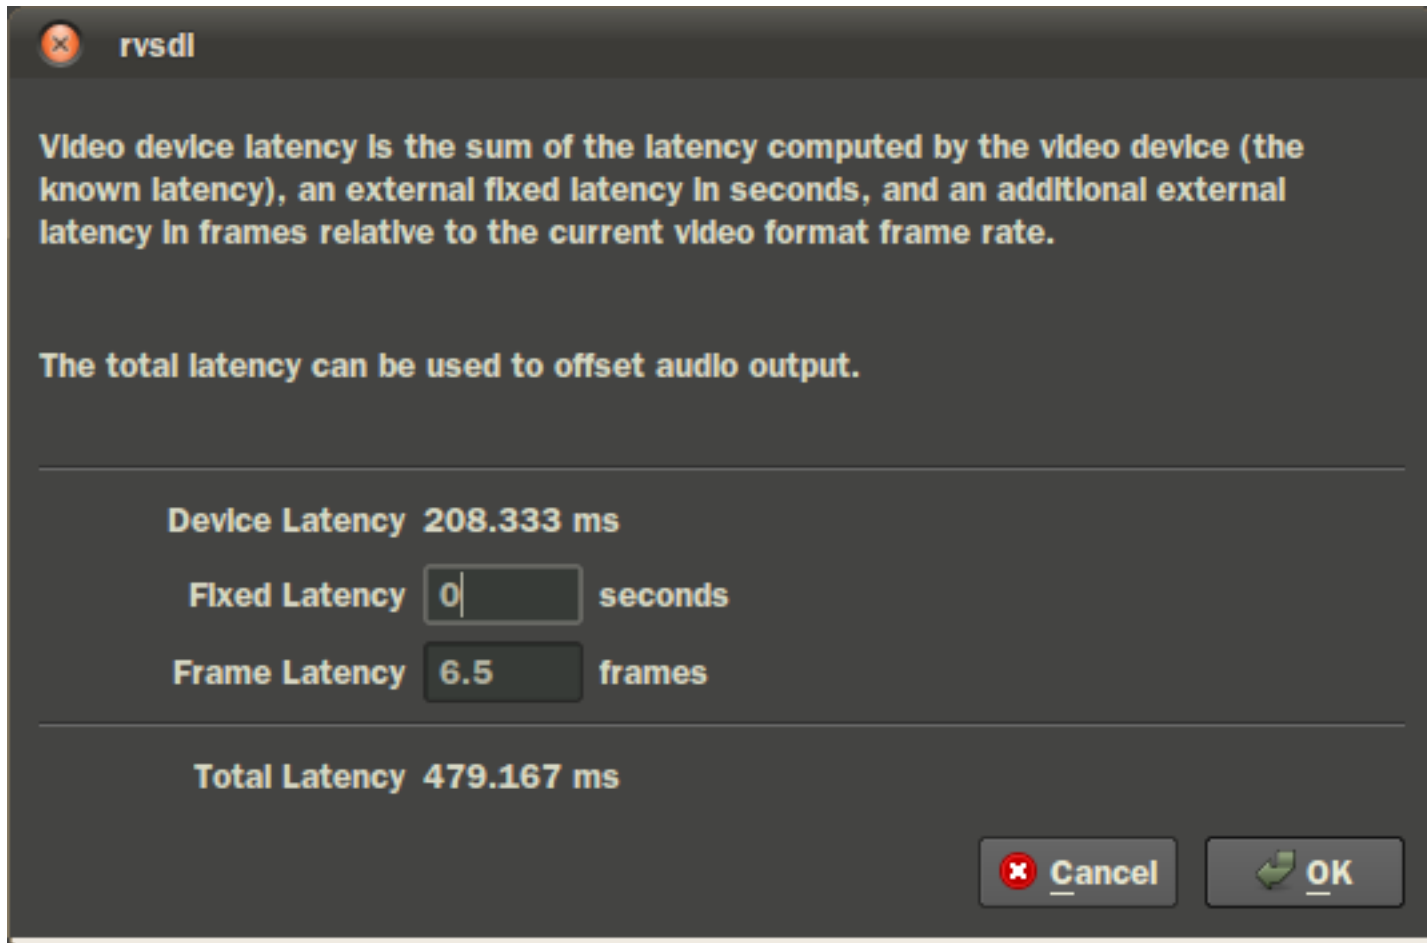 rvsdi
Video device latency is the sum of the latency computed by the video device (the
known latency), an external fixed latency in seconds, and an additional external
latency in frames relative to the current video format frame rate.
The total latency can be used to offset audio output.
Device Latency 208.333 ms
Fixed Latency 0 seconds
Frame Latency 6.5 frames
Total Latency 479.167 ms
Cancel OK